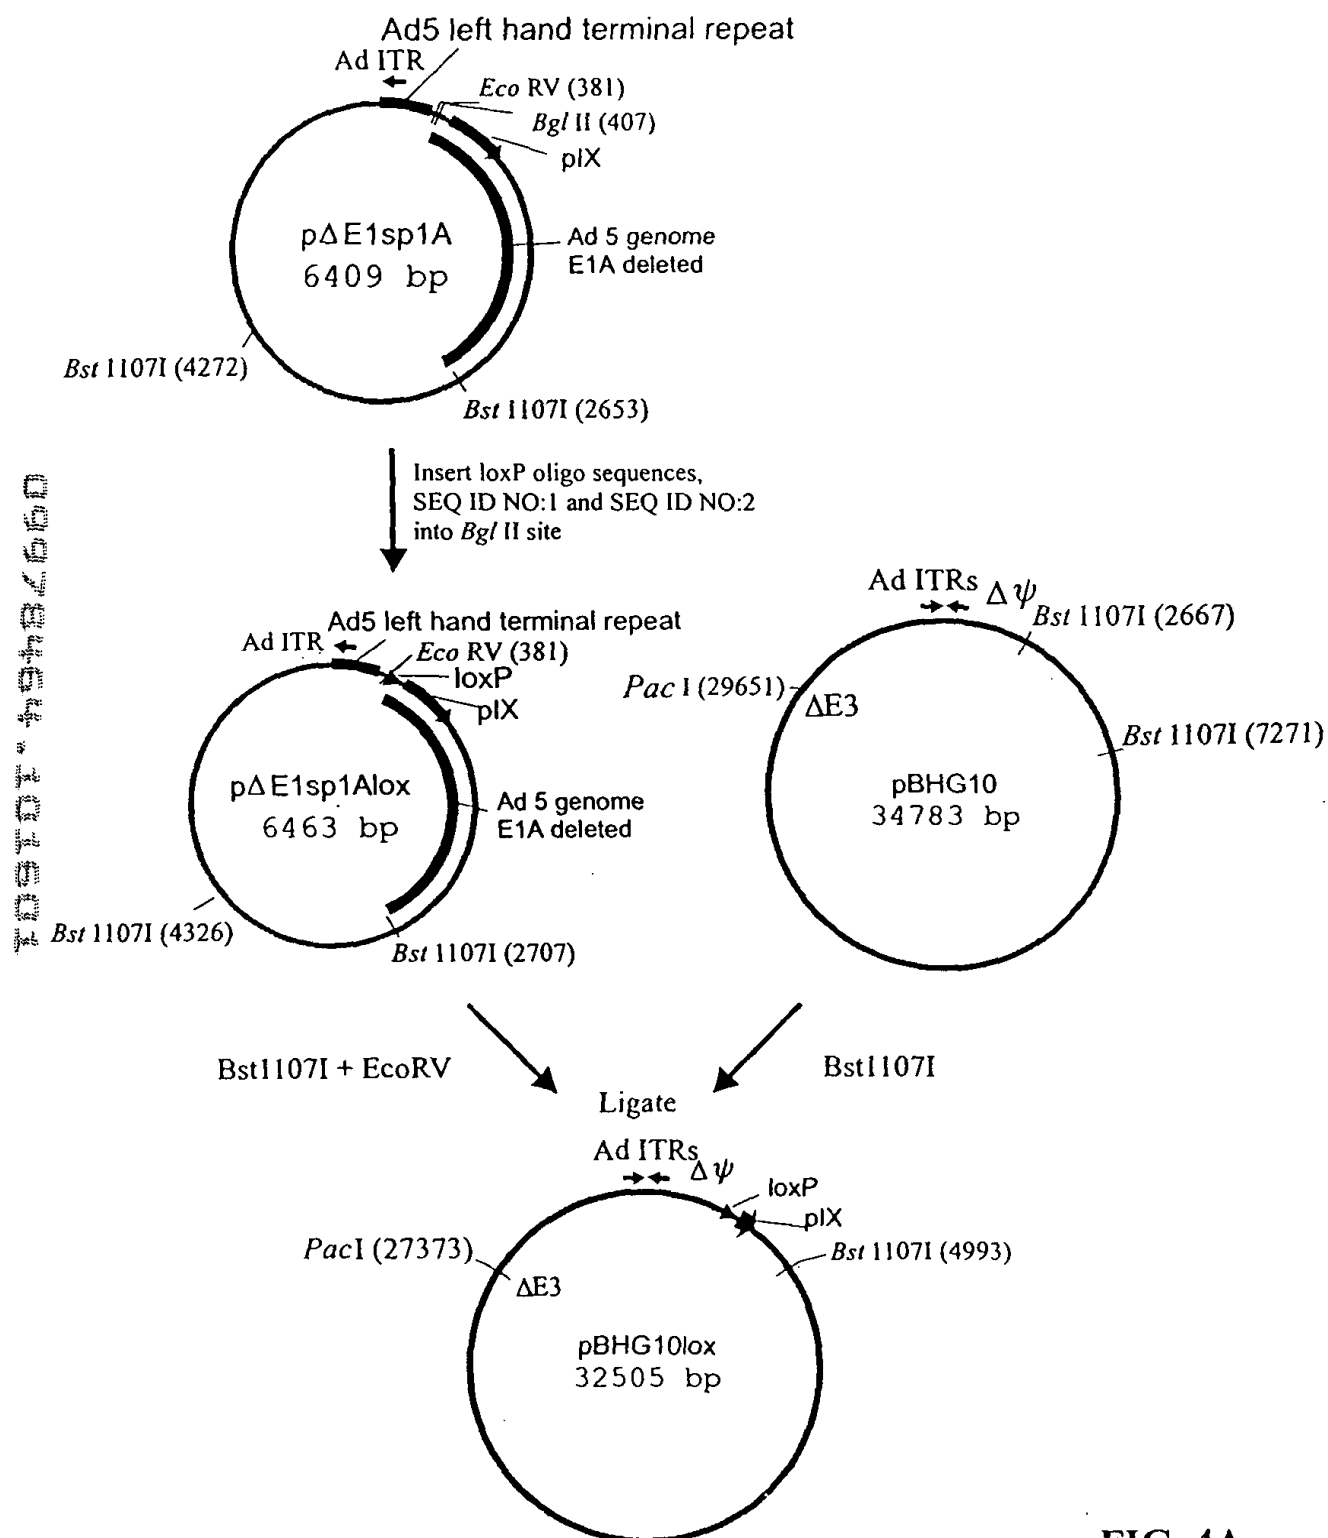 Ad5 left hand terminal repeat
Ad ITR
Eco RV (381)
Bgl II (407)
pIX
pΔE1sp1A
6409 bp
Ad 5 genome
E1A deleted
Bst 1107I (4272)
Bst 1107I (2653)
Insert loxP oligo sequences,
SEQ ID NO:1 and SEQ ID NO:2
into Bgl II site
09978464.101601
Ad5 left hand terminal repeat
Ad ITR
Eco RV (381)
loxP
pIX
pΔE1sp1Alox
6463 bp
Ad 5 genome
E1A deleted
Bst 1107I (4326)
Bst 1107I (2707)
Ad ITRs Δψ
Bst 1107I (2667)
Pac I (29651)
ΔE3
Bst 1107I (7271)
pBHG10
34783 bp
Bst1107I + EcoRV
Bst1107I
Ligate
Ad ITRs
Δψ
loxP
pIX
PacI (27373)
Bst 1107I (4993)
ΔE3
pBHG10lox
32505 bp
FIG. 4A